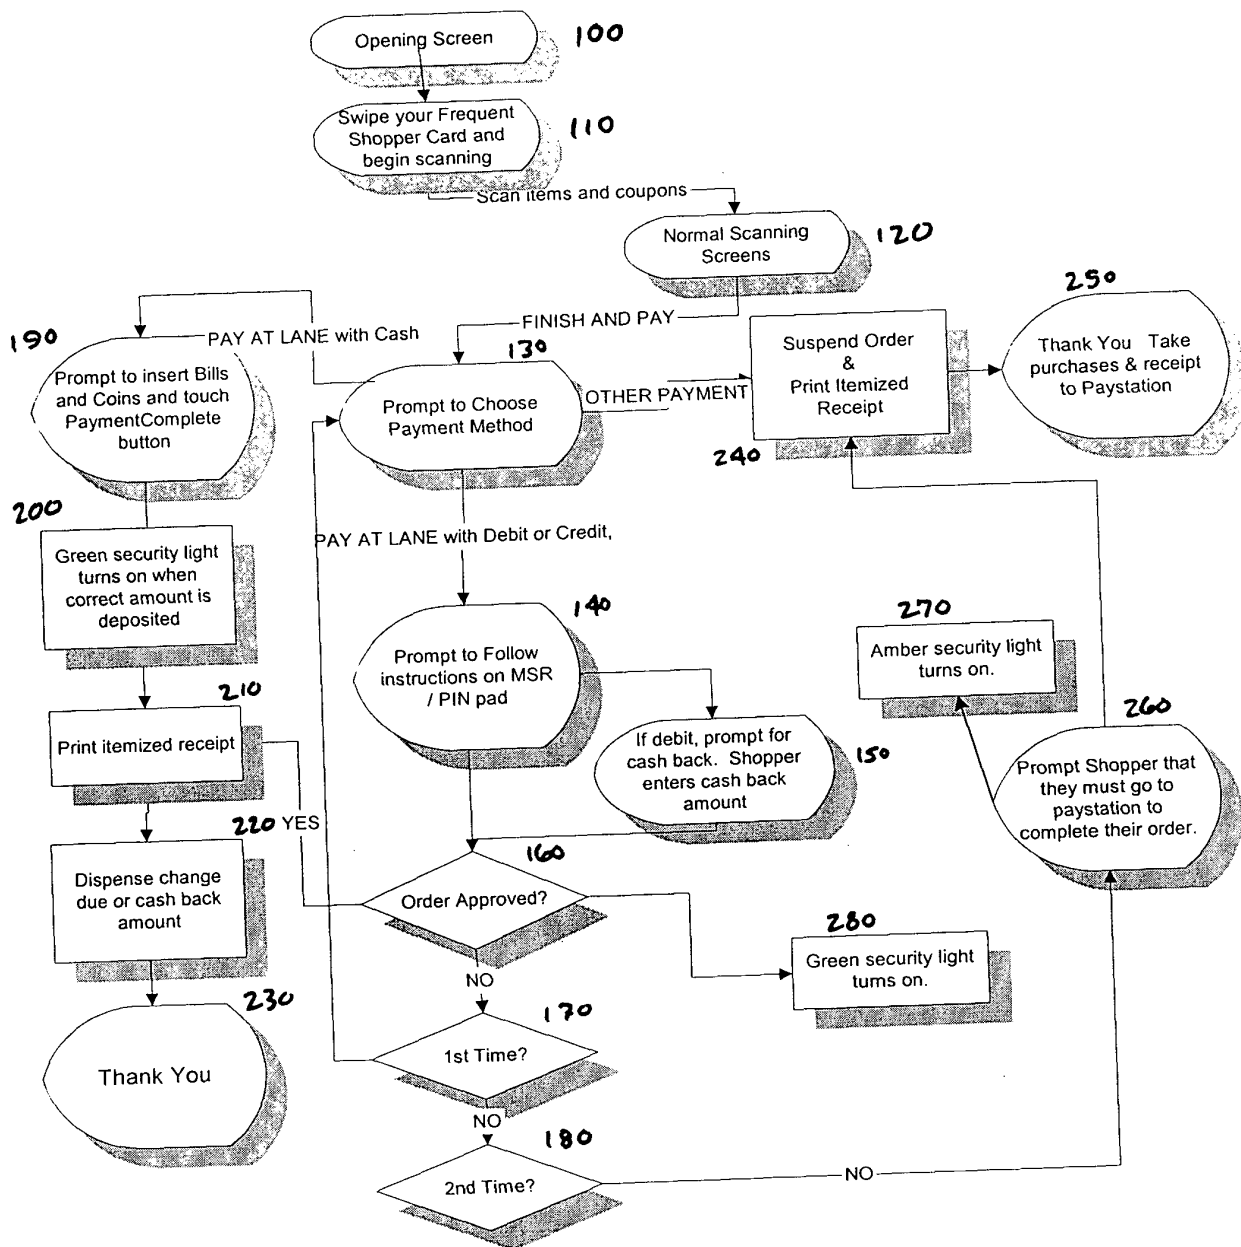 Opening Screen
100
Swipe your Frequent
Shopper Card and
begin scanning
110
Scan items and coupons
Normal Scanning
Screens
120
FINISH AND PAY
PAY AT LANE with Cash
190
Prompt to insert Bills
and Coins and touch
PaymentComplete
button
130
Prompt to Choose
Payment Method
OTHER PAYMENT
Suspend Order
&
Print Itemized
Receipt
240
250
Thank You Take
purchases & receipt
to Paystation
200
Green security light
turns on when
correct amount is
deposited
PAY AT LANE with Debit or Credit,
140
Prompt to Follow
instructions on MSR
/ PIN pad
270
Amber security light
turns on.
210
Print itemized receipt
If debit, prompt for
cash back. Shopper
enters cash back
amount
150
260
Prompt Shopper that
they must go to
paystation to
complete their order.
220 YES
Dispense change
due or cash back
amount
160
Order Approved?
280
Green security light
turns on.
NO
230
Thank You
170
1st Time?
NO
180
2nd Time?
NO